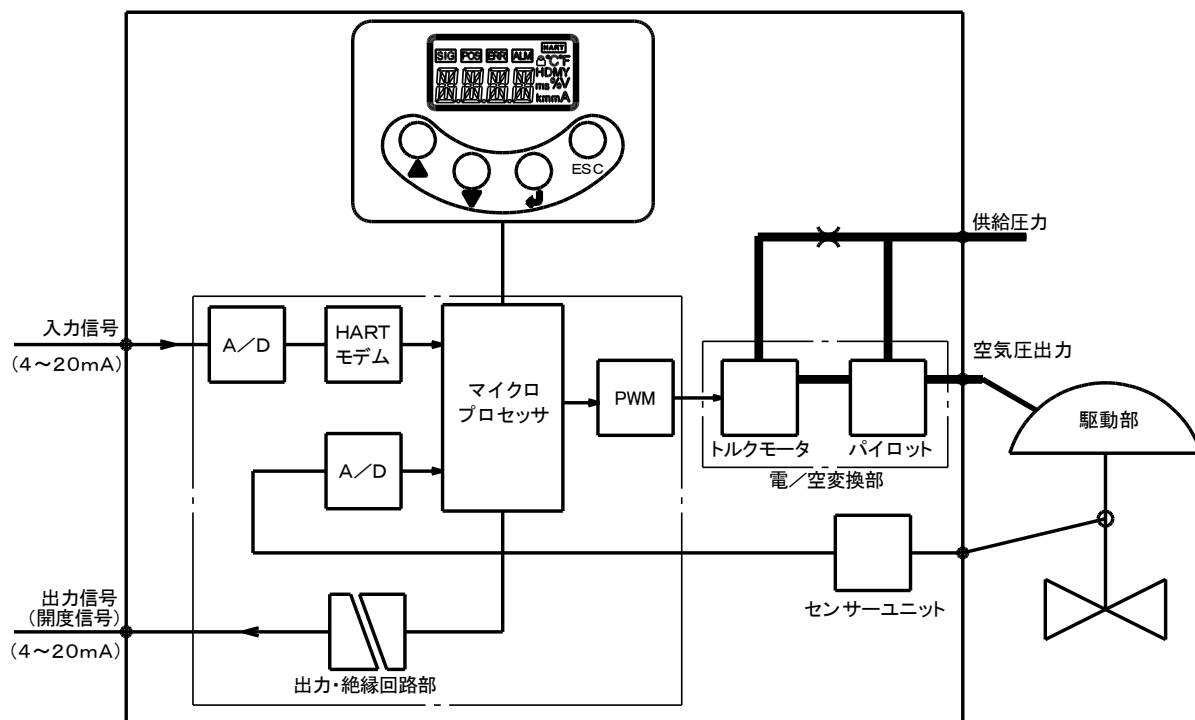 HART
SIG POS ERR ALM
℃°F
HDMY
ms%V
kmmA
ESC
供給圧力
入力信号
(4～20mA)
A／D
HART
モデム
マイクロ
プロセッサ
PWM
空気圧出力
駆動部
トルクモータ
パイロット
電／空変換部
A／D
センサーユニット
出力信号
(開度信号)
(4～20mA)
出力・絶縁回路部